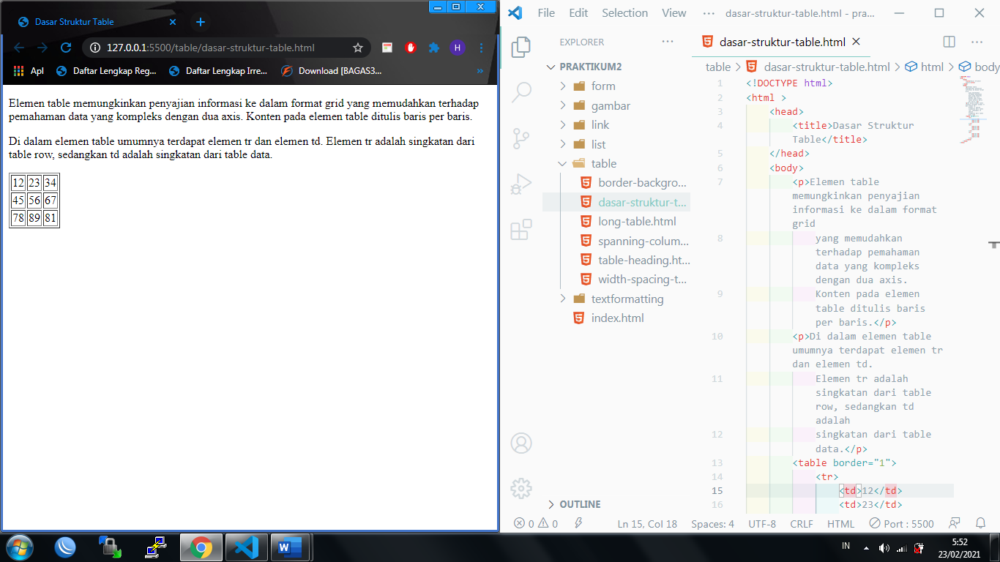 Dasar Struktur Table
127.0.0.1:5500/table/dasar-struktur-table.html
H
Apl
Daftar Lengkap Reg...
Daftar Lengkap Irre...
Download [BAGAS3...
»
Elemen table memungkinkan penyajian informasi ke dalam format grid yang memudahkan terhadap
pemahaman data yang kompleks dengan dua axis. Konten pada elemen table ditulis baris per baris.
Di dalam elemen table umumnya terdapat elemen tr dan elemen td. Elemen tr adalah singkatan dari
table row, sedangkan td adalah singkatan dari table data.
12 23 34
45 56 67
78 89 81
File Edit Selection View ··· dasar-struktur-table.html - pra...
EXPLORER ···
PRAKTIKUM2
form
gambar
link
list
table
border-backgro...
dasar-struktur-t...
long-table.html
spanning-colum...
table-heading.ht...
width-spacing-t...
textformatting
index.html
OUTLINE
dasar-struktur-table.html
table > dasar-struktur-table.html > html > body
1 <!DOCTYPE html>
2 <html >
3 <head>
4 <title>Dasar Struktur
Table</title>
5 </head>
6 <body>
7 <p>Elemen table
memungkinkan penyajian
informasi ke dalam format
grid
8 yang memudahkan
terhadap pemahaman
data yang kompleks
dengan dua axis.
9 Konten pada elemen
table ditulis baris
per baris.</p>
10 <p>Di dalam elemen table
umumnya terdapat elemen tr
dan elemen td.
11 Elemen tr adalah
singkatan dari table
row, sedangkan td
adalah
12 singkatan dari table
data.</p>
13 <table border="1">
14 <tr>
15 <td>12</td>
16 <td>23</td>
0 0 Ln 15, Col 18 Spaces: 4 UTF-8 CRLF HTML Port : 5500
IN
5:52
23/02/2021